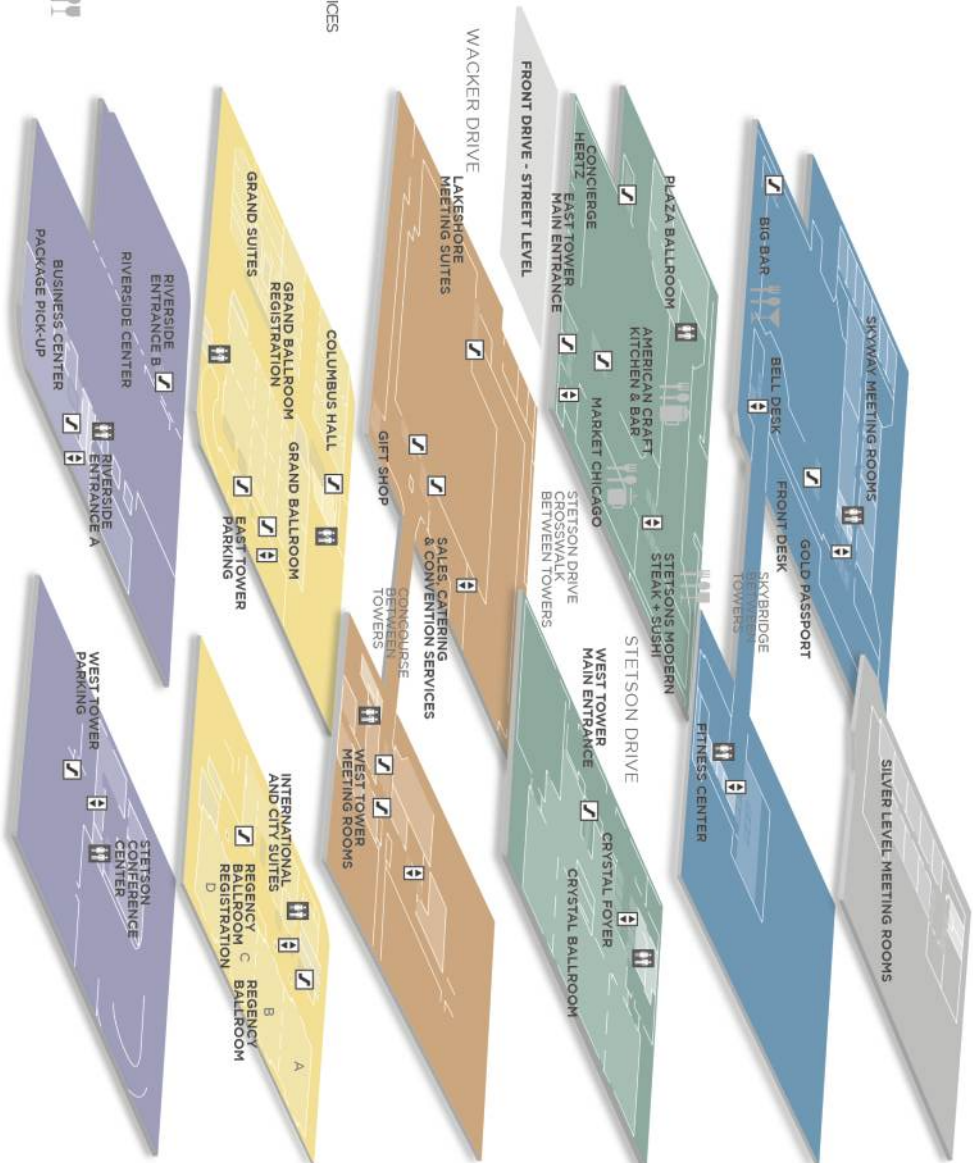 SILVER LEVEL MEETING ROOMS
SKYWAY MEETING ROOMS
GOLD PASSPORT
FRONT DESK
BELL DESK
BIG BAR
SKYBRIDGE
BETWEEN
TOWERS
FITNESS CENTER
PLAZA BALLROOM
AMERICAN CRAFT
KITCHEN & BAR
STETSONS MODERN
STEAK + SUSHI
MARKET CHICAGO
CONCIERGE
HERTZ
EAST TOWER
MAIN ENTRANCE
FRONT DRIVE - STREET LEVEL
STETSON DRIVE
STETSON DRIVE
CROSSWALK
BETWEEN TOWERS
WEST TOWER
MAIN ENTRANCE
CRYSTAL FOYER
CRYSTAL BALLROOM
WACKER DRIVE
LAKESHORE
MEETING SUITES
SALES, CATERING
& CONVENTION SERVICES
GIFT SHOP
CONCOURSE
BETWEEN
TOWERS
WEST TOWER
MEETING ROOMS
ICES
COLUMBUS HALL
GRAND BALLROOM
REGISTRATION
GRAND BALLROOM
GRAND SUITES
EAST TOWER
PARKING
INTERNATIONAL
AND CITY SUITES
REGENCY
BALLROOM
REGISTRATION
REGENCY
BALLROOM
A
B
C
D
RIVERSIDE
ENTRANCE B
RIVERSIDE CENTER
RIVERSIDE
ENTRANCE A
BUSINESS CENTER
PACKAGE PICK-UP
WEST TOWER
PARKING
STETSON
CONFERENCE
CENTER